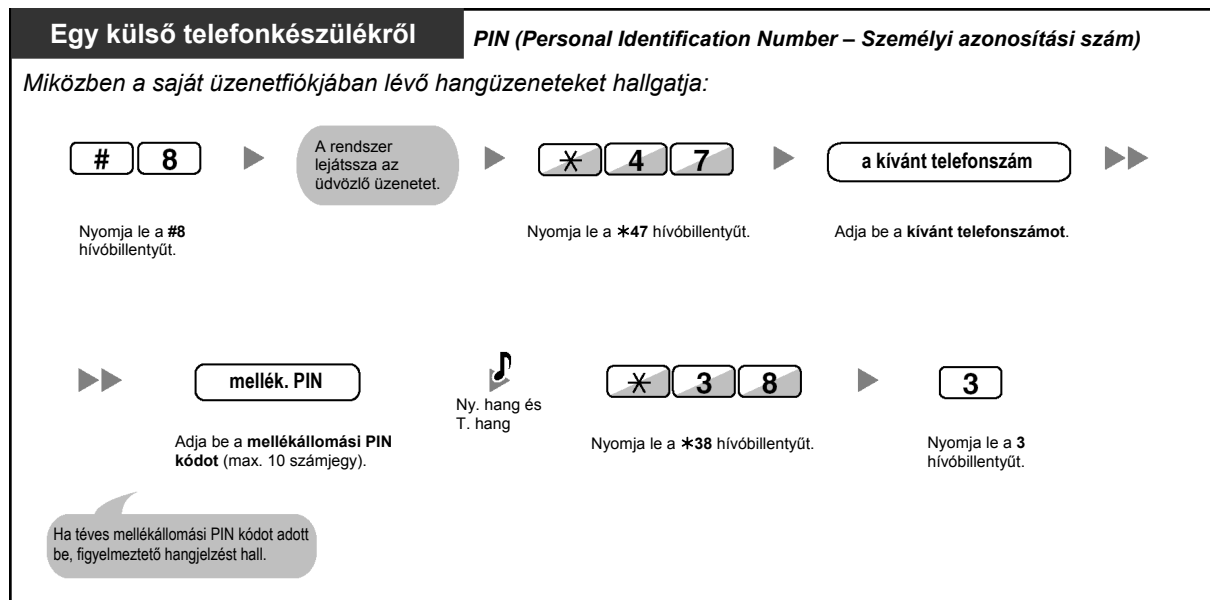 Egy külső telefonkészülékről
PIN (Personal Identification Number – Személyi azonosítási szám)
Miközben a saját üzenetfiókjában lévő hangüzeneteket hallgatja:
# 8
A rendszer
lejátssza az
üdvözlő üzenetet.
∗ 4 7
a kívánt telefonszám
Nyomja le a #8
hívóbillentyűt.
Nyomja le a ∗47 hívóbillentyűt.
Adja be a kívánt telefonszámot.
mellék. PIN
Ny. hang és
T. hang
∗ 3 8
3
Adja be a mellékállomási PIN
kódot (max. 10 számjegy).
Nyomja le a ∗38 hívóbillentyűt.
Nyomja le a 3
hívóbillentyűt.
Ha téves mellékállomási PIN kódot adott
be, figyelmeztető hangjelzést hall.